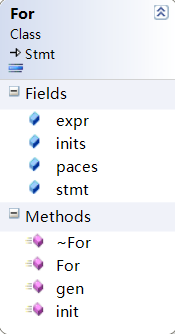 For
Class
Stmt
Fields
expr
inits
paces
stmt
Methods
~For
For
gen
init